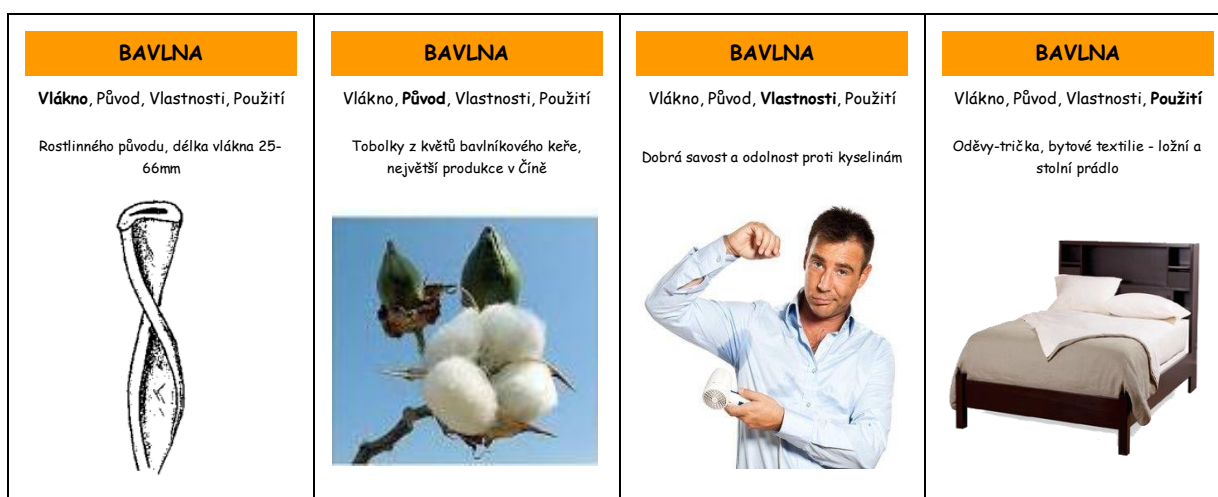 BAVLNA
Vlákno, Původ, Vlastnosti, Použití
Rostlinného původu, délka vlákna 25-
66mm
BAVLNA
Vlákno, Původ, Vlastnosti, Použití
Tobolky z květů bavlníkového keře,
největší produkce v Číně
BAVLNA
Vlákno, Původ, Vlastnosti, Použití
Dobrá savost a odolnost proti kyselinám
BAVLNA
Vlákno, Původ, Vlastnosti, Použití
Oděvy-trička, bytové textilie - ložní a
stolní prádlo